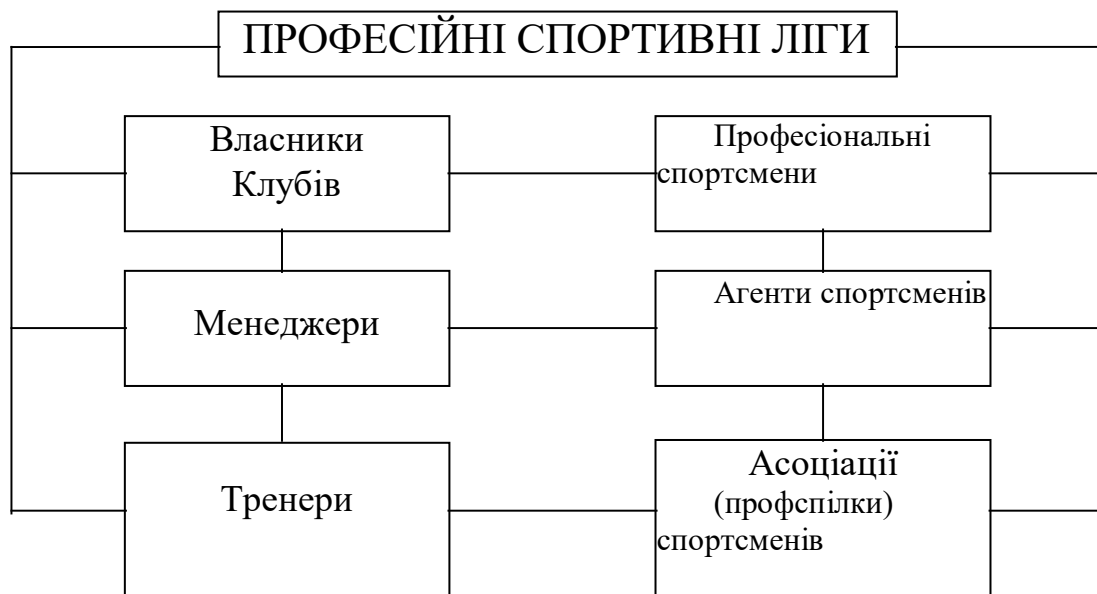 ПРОФЕСІЙНІ СПОРТИВНІ ЛІГИ
Власники
Клубів
Професіональні
спортсмени
Менеджери
Агенти спортсменів
Тренери
Асоціації
(профспілки)
спортсменів